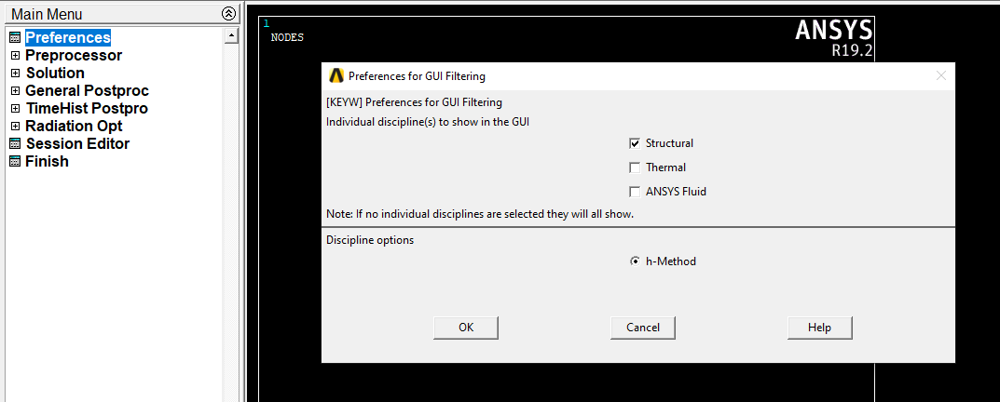 Main Menu
Preferences
Preprocessor
Solution
General Postproc
TimeHist Postpro
Radiation Opt
Session Editor
Finish
1
NODES
ANSYS
R19.2
Preferences for GUI Filtering
[KEYW] Preferences for GUI Filtering
Individual discipline(s) to show in the GUI
Structural
Thermal
ANSYS Fluid
Note: If no individual disciplines are selected they will all show.
Discipline options
h-Method
OK Cancel Help